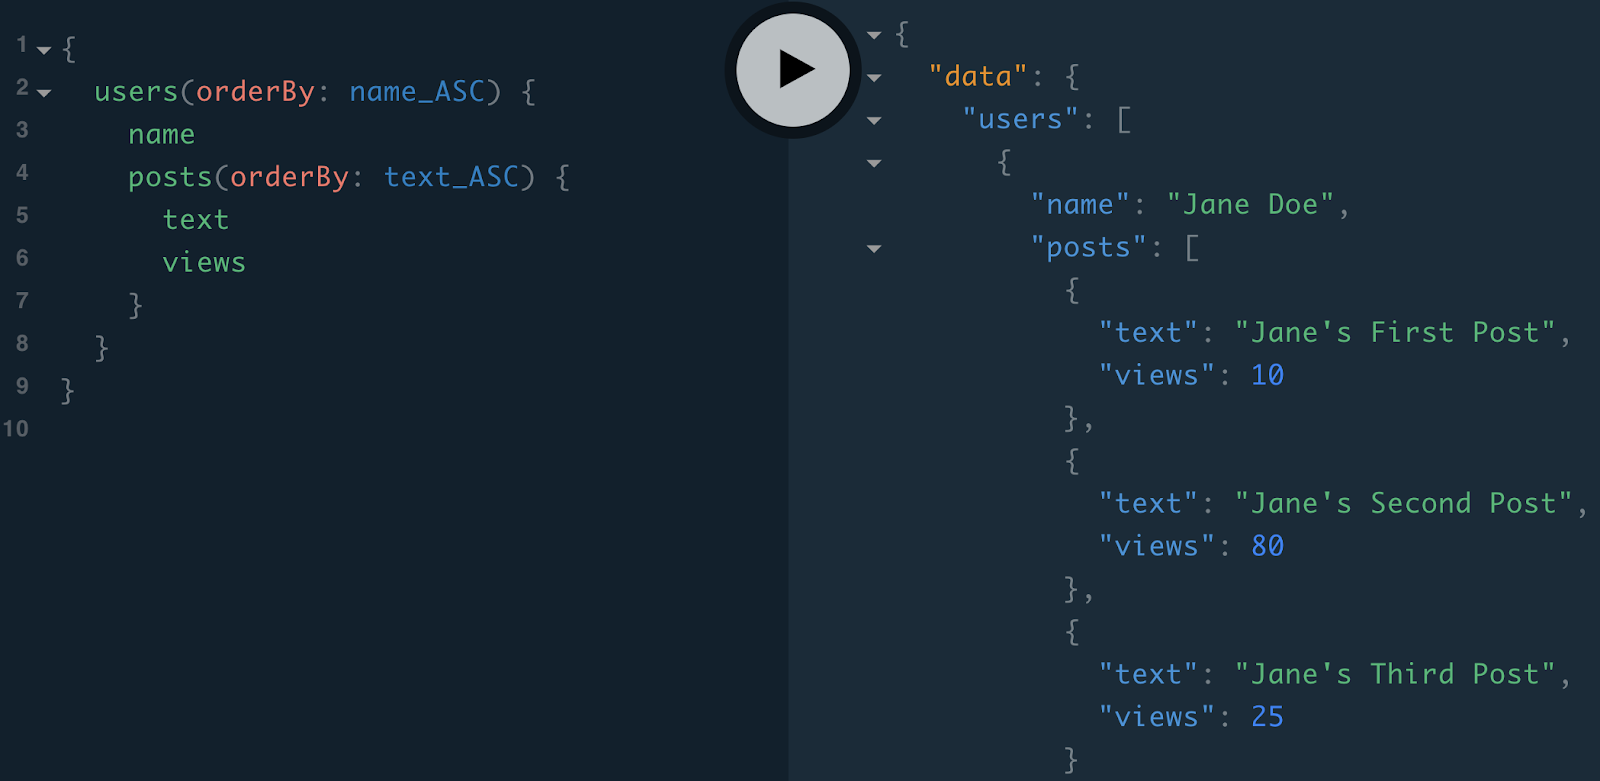 1 {
2 users(orderBy: name_ASC) {
3 name
4 posts(orderBy: text_ASC) {
5 text
6 views
7 }
8 }
9 }
10
{
"data": {
"users": [
{
"name": "Jane Doe",
"posts": [
{
"text": "Jane's First Post",
"views": 10
},
{
"text": "Jane's Second Post",
"views": 80
},
{
"text": "Jane's Third Post",
"views": 25
}